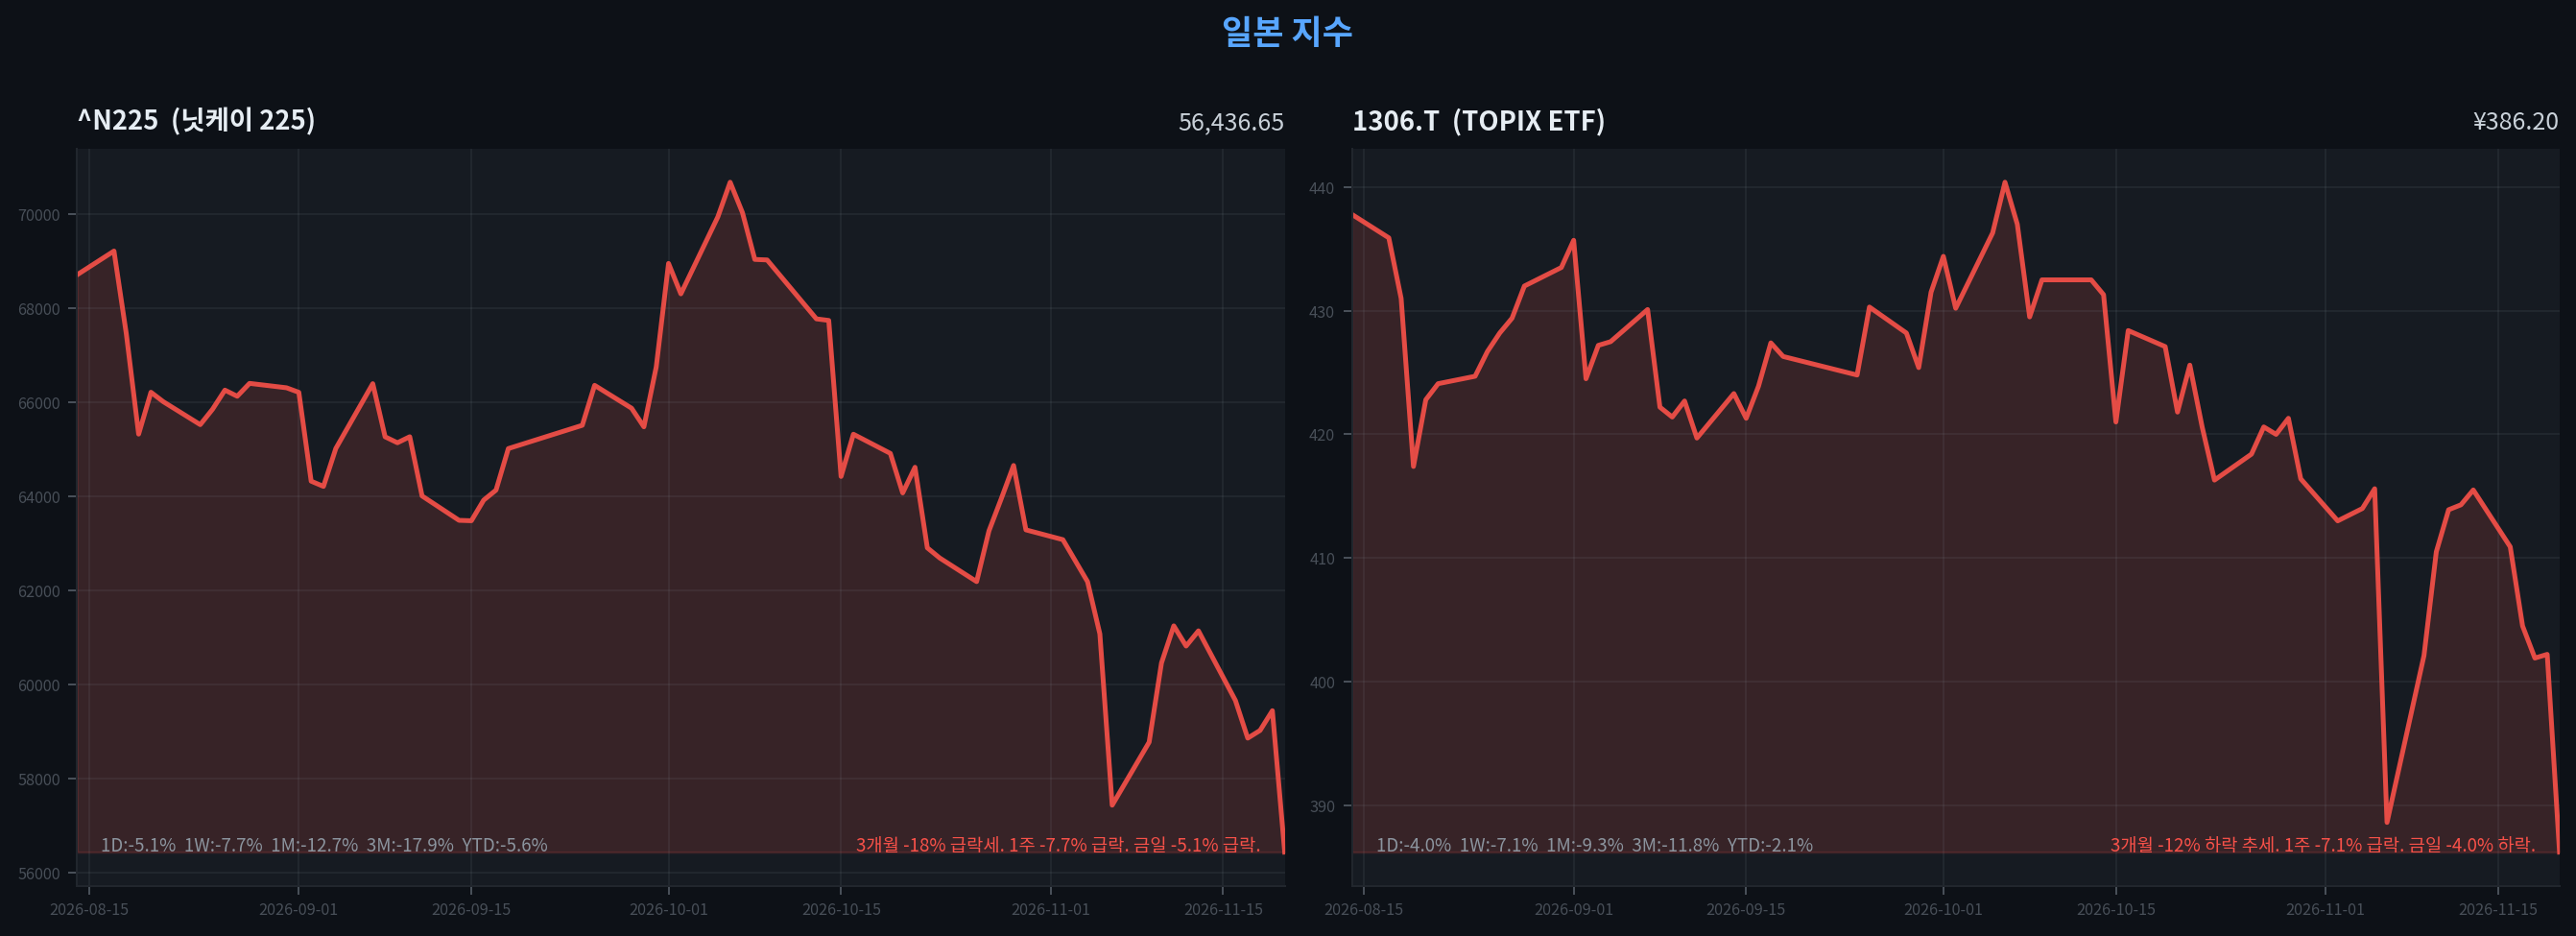 일본 지수
^N225 (닛케이 225)
56,436.65
70000
68000
66000
64000
62000
60000
58000
56000
1D:-5.1% 1W:-7.7% 1M:-12.7% 3M:-17.9% YTD:-5.6%
3개월 -18% 급락세. 1주 -7.7% 급락. 금일 -5.1% 급락.
2026-08-15 2026-09-01 2026-09-15 2026-10-01 2026-10-15 2026-11-01 2026-11-15
1306.T (TOPIX ETF)
¥386.20
440
430
420
410
400
390
1D:-4.0% 1W:-7.1% 1M:-9.3% 3M:-11.8% YTD:-2.1%
3개월 -12% 하락 추세. 1주 -7.1% 급락. 금일 -4.0% 하락.
2026-08-15 2026-09-01 2026-09-15 2026-10-01 2026-10-15 2026-11-01 2026-11-15